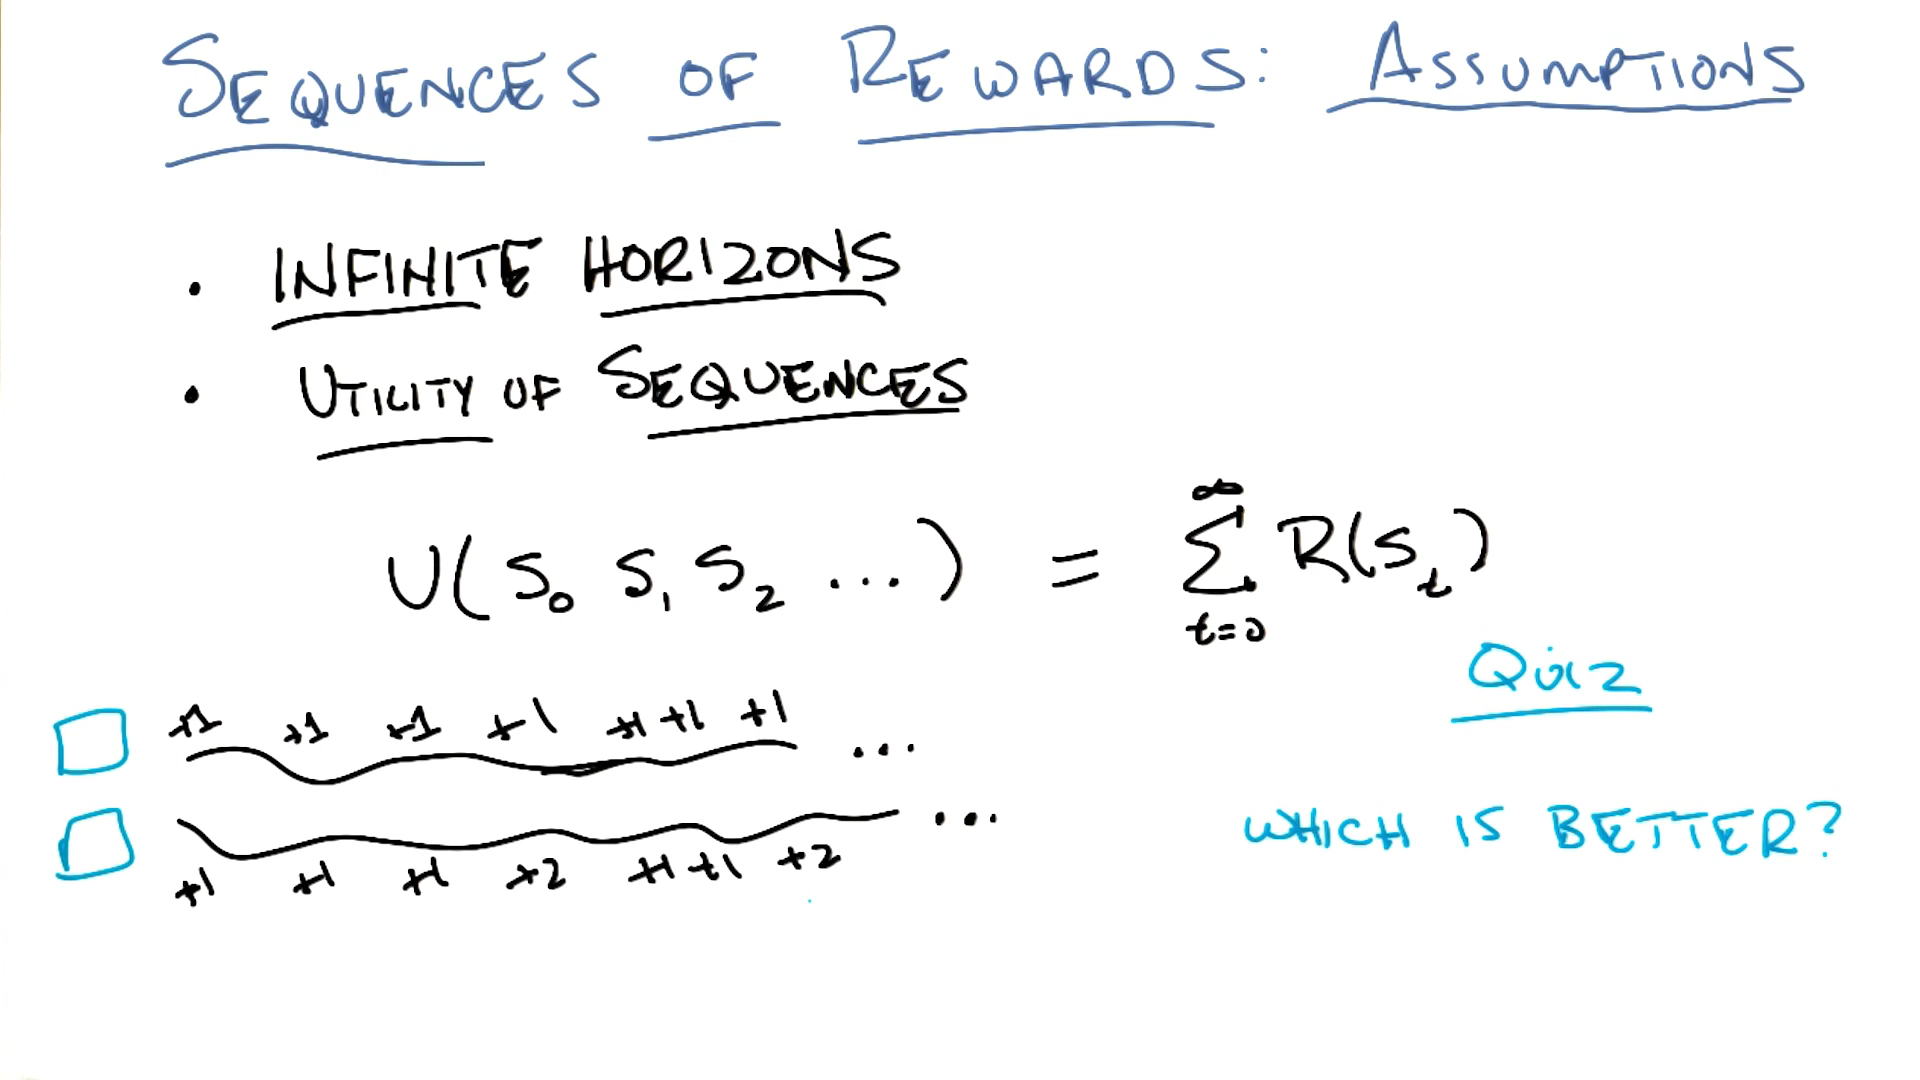 SEQUENCES OF REWARDS: ASSUMPTIONS
• INFINITE HORIZONS
• UTILITY OF SEQUENCES
U(S₀ S₁ S₂ ...) = ∑ₜ₌₀^∞ R(Sₜ)
QUIZ
+1 +1 +1 +1 +1 +1 +1 ...
WHICH IS BETTER?
...
+1 +1 +1 +2 +1 +1 +2